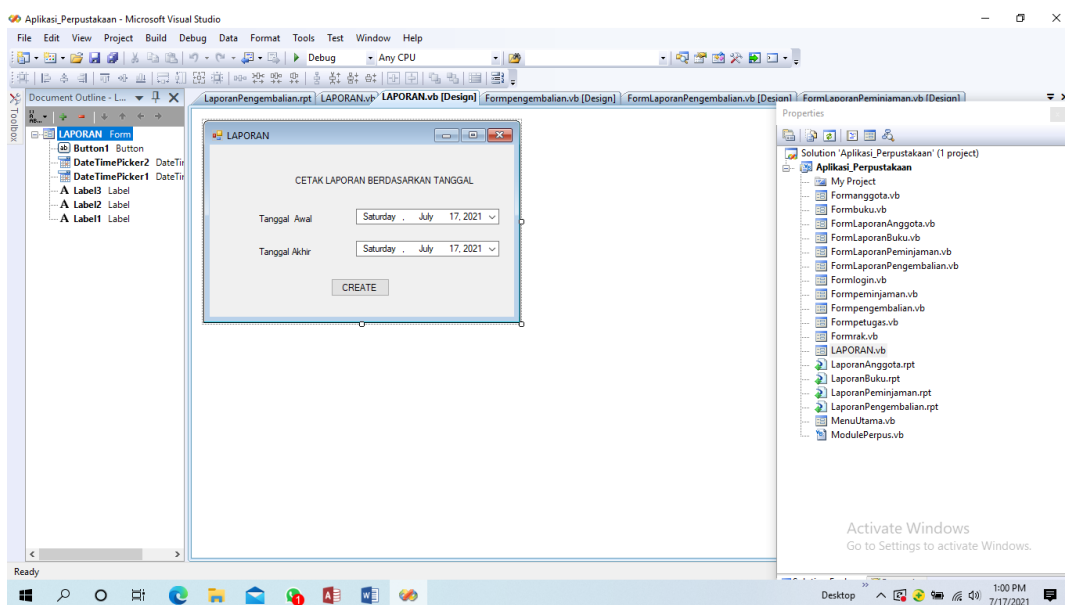 Aplikasi_Perpustakaan - Microsoft Visual Studio
File Edit View Project Build Debug Data Format Tools Test Window Help
Debug Any CPU
Document Outline - L...
LaporanPengembalian.rpt LAPORAN.vb LAPORAN.vb [Design] Formpengembalian.vb [Design] FormLaporanPengembalian.vb [Design] FormLaporanPeminjaman.vb [Design]
Toolbox
LAPORAN Form
Button1 Button
DateTimePicker2 DateTir
DateTimePicker1 DateTir
A Label3 Label
A Label2 Label
A Label1 Label
LAPORAN
CETAK LAPORAN BERDASARKAN TANGGAL
Tanggal Awal Saturday , July 17, 2021
Tanggal Akhir Saturday , July 17, 2021
CREATE
Properties
Solution 'Aplikasi_Perpustakaan' (1 project)
Aplikasi_Perpustakaan
My Project
Formanggota.vb
Formbuku.vb
FormLaporanAnggota.vb
FormLaporanBuku.vb
FormLaporanPeminjaman.vb
FormLaporanPengembalian.vb
Formlogin.vb
Formpeminjaman.vb
Formpengembalian.vb
Formpetugas.vb
Formrak.vb
LAPORAN.vb
LaporanAnggota.rpt
LaporanBuku.rpt
LaporanPeminjaman.rpt
LaporanPengembalian.rpt
MenuUtama.vb
ModulePerpus.vb
Activate Windows
Go to Settings to activate Windows.
Ready
Desktop
1:00 PM
7/17/2021